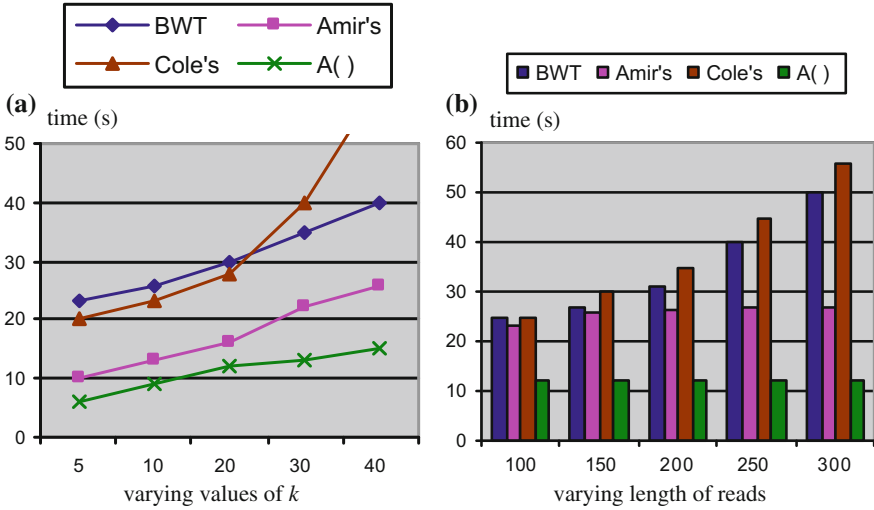 BWT Amir's
Cole's A( )
(a)
time (s)
50
40
30
20
10
0
5 10 20 30 40
varying values of k
BWT Amir's Cole's A( )
(b)
time (s)
60
50
40
30
20
10
0
100 150 200 250 300
varying length of reads